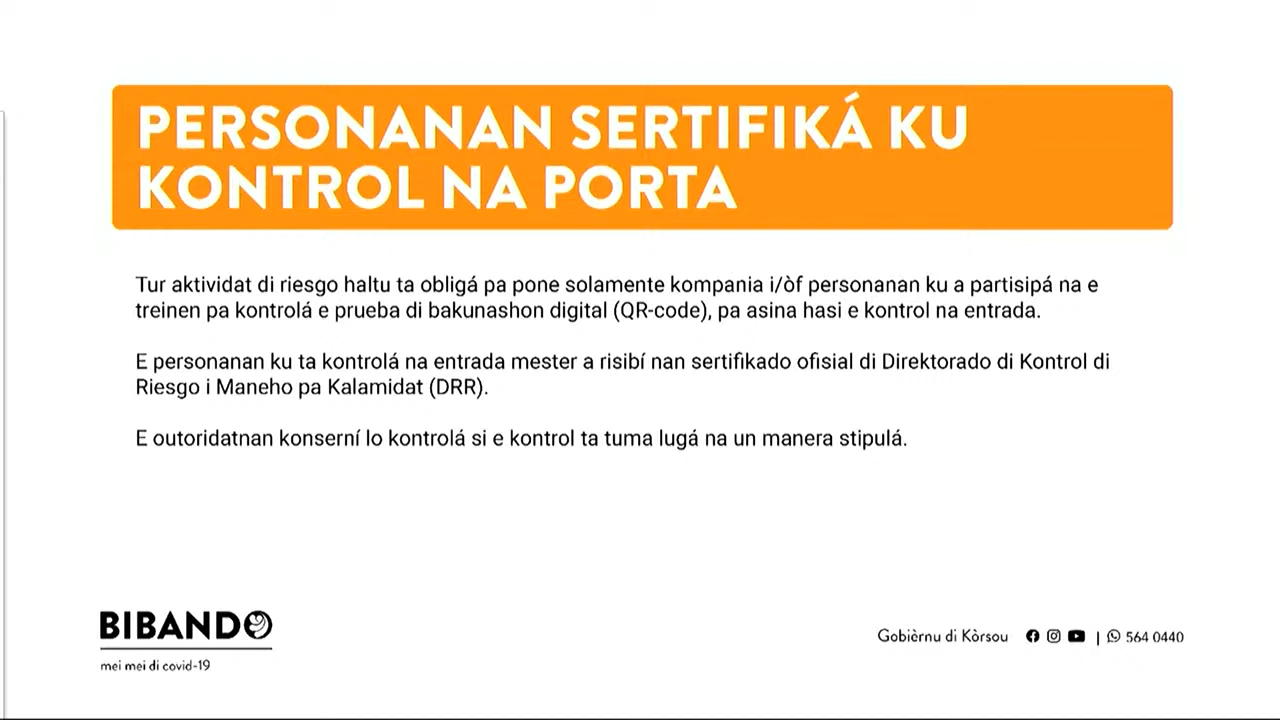 PERSONANAN SERTIFIKÁ KU
KONTROL NA PORTA
Tur aktividat di riesgo haltu ta obligá pa pone solamente kompania i/òf personanan ku a partisipá na e
treinen pa kontrolá e prueba di bakunashon digital (QR-code), pa asina hasi e kontrol na entrada.
E personanan ku ta kontrolá na entrada mester a risibí nan sertifikado ofisial di Direktorado di Kontrol di
Riesgo i Maneho pa Kalamidat (DRR).
E outoridatnan konserní lo kontrolá si e kontrol ta tuma lugá na un manera stipulá.
BIBANDO
mei mei di covid-19
Gobièrnu di Kòrsou | 564 0440